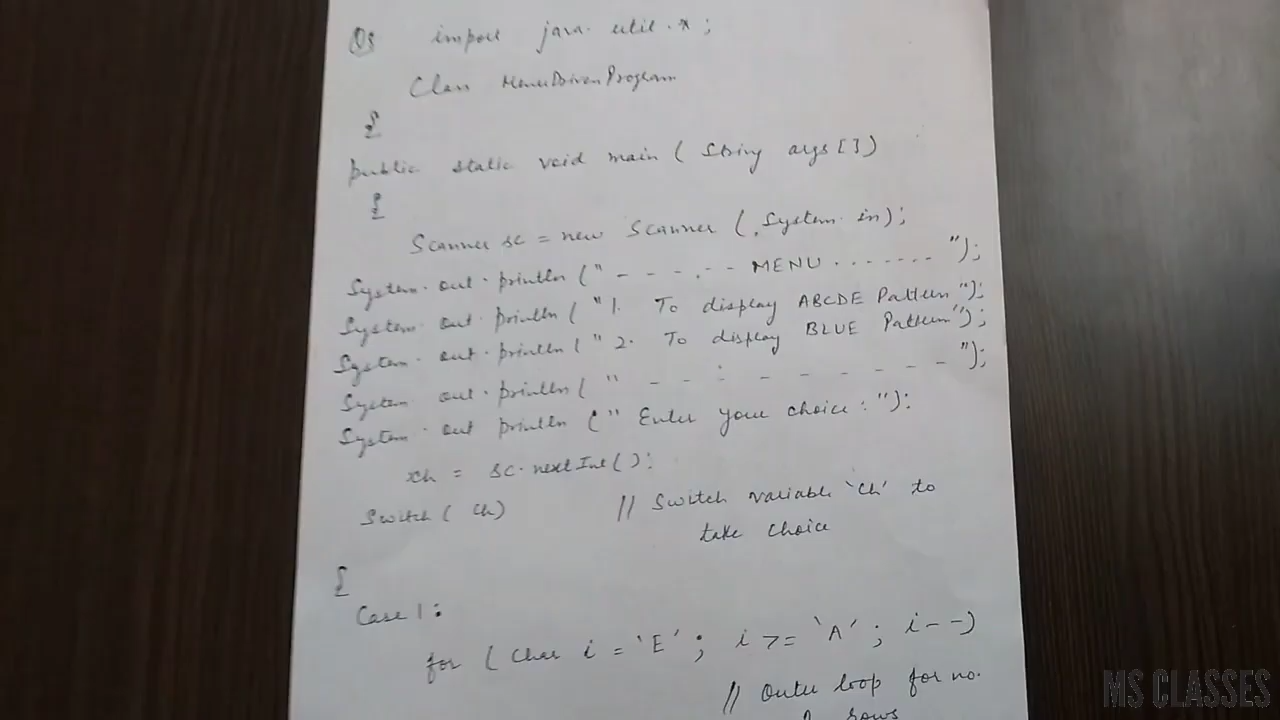 Q8 import java.util.*;
Class MenuDrivenProgram
{
public static void main ( String args [ ] )
{
Scanner sc = new Scanner ( System.in);
System.out.println (" - - - . - - MENU . . . . . . . ");
System.out.println ( " 1. To display ABCDE Pattern ");
System.out.println ( " 2. To display BLUE Pattern");
System.out.println ( " - - : - - - - - - - ");
System.out println (" Enter your choice : ");
ch = sc.nextInt();
Switch ( ch) // Switch variable 'ch' to
take choice
{
Case 1:
for ( char i = 'E' ; i >= 'A' ; i - - )
// Outer loop for no.
rows
MS CLASSES